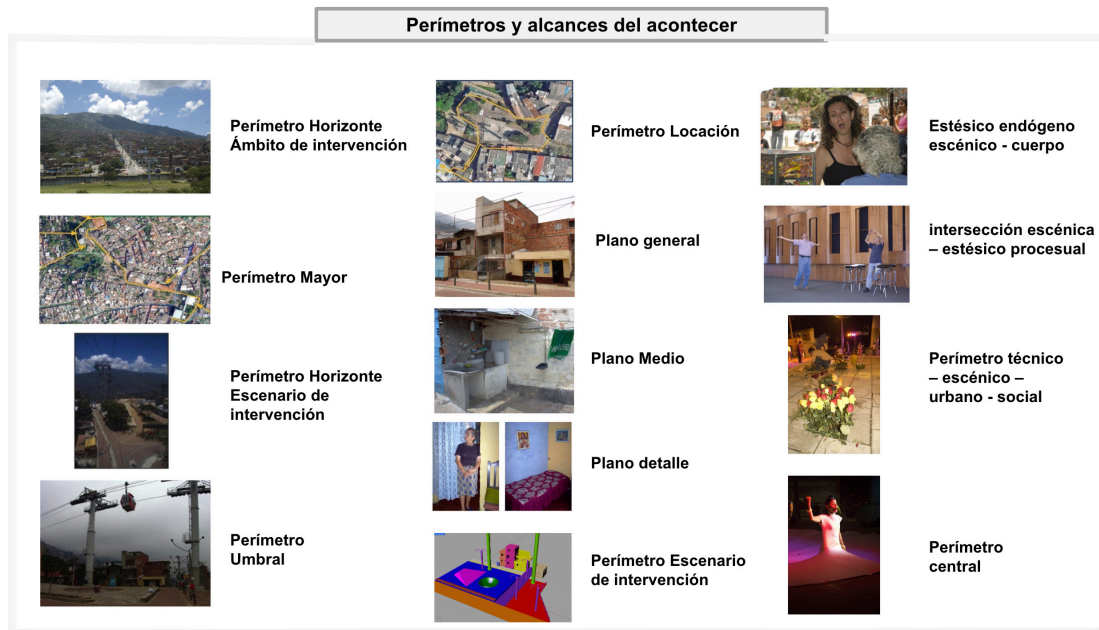 Perímetros y alcances del acontecer
Perímetro Horizonte
Ámbito de intervención
Perímetro Mayor
Perímetro Horizonte
Escenario de
intervención
Perímetro
Umbral
Perímetro Locación
Plano general
Plano Medio
Plano detalle
Perímetro Escenario
de intervención
Estésico endógeno
escénico - cuerpo
intersección escénica
– estésico procesual
Perímetro técnico
– escénico –
urbano - social
Perímetro
central